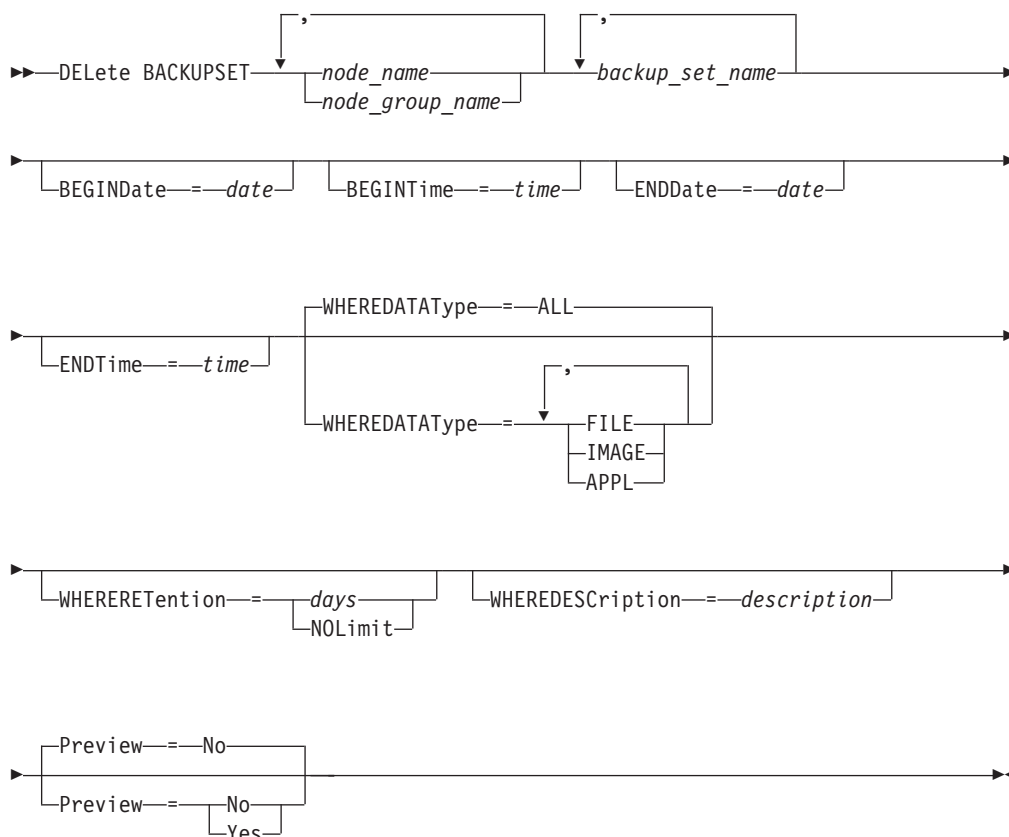 , ,
DELete BACKUPSET node_name backup_set_name
node_group_name
BEGINDate = date BEGINTime = time ENDDate = date
WHEREDATAType = ALL
ENDTime = time
,
WHEREDATAType = FILE
IMAGE
APPL
WHERERETention = days WHEREDESCription = description
NOLimit
Preview = No
Preview = No
Yes